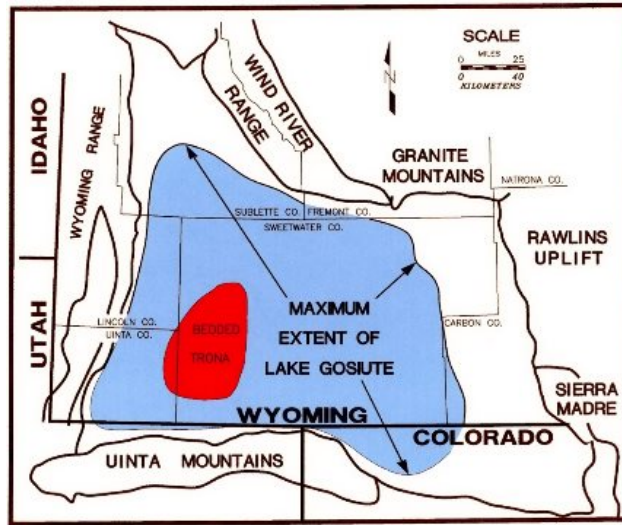 SCALE
MILES
0 25
0 40
KILOMETERS
N
IDAHO
WYOMING RANGE
WIND RIVER
RANGE
GRANITE
MOUNTAINS
NATRONA CO.
SUBLETTE CO.
FREMONT CO.
SWEETWATER CO.
RAWLINS
UPLIFT
UTAH
LINCOLN CO.
UINTA CO.
BEDDED
TRONA
MAXIMUM
EXTENT OF
LAKE GOSIUTE
CARBON CO.
SIERRA
MADRE
WYOMING
COLORADO
UINTA MOUNTAINS